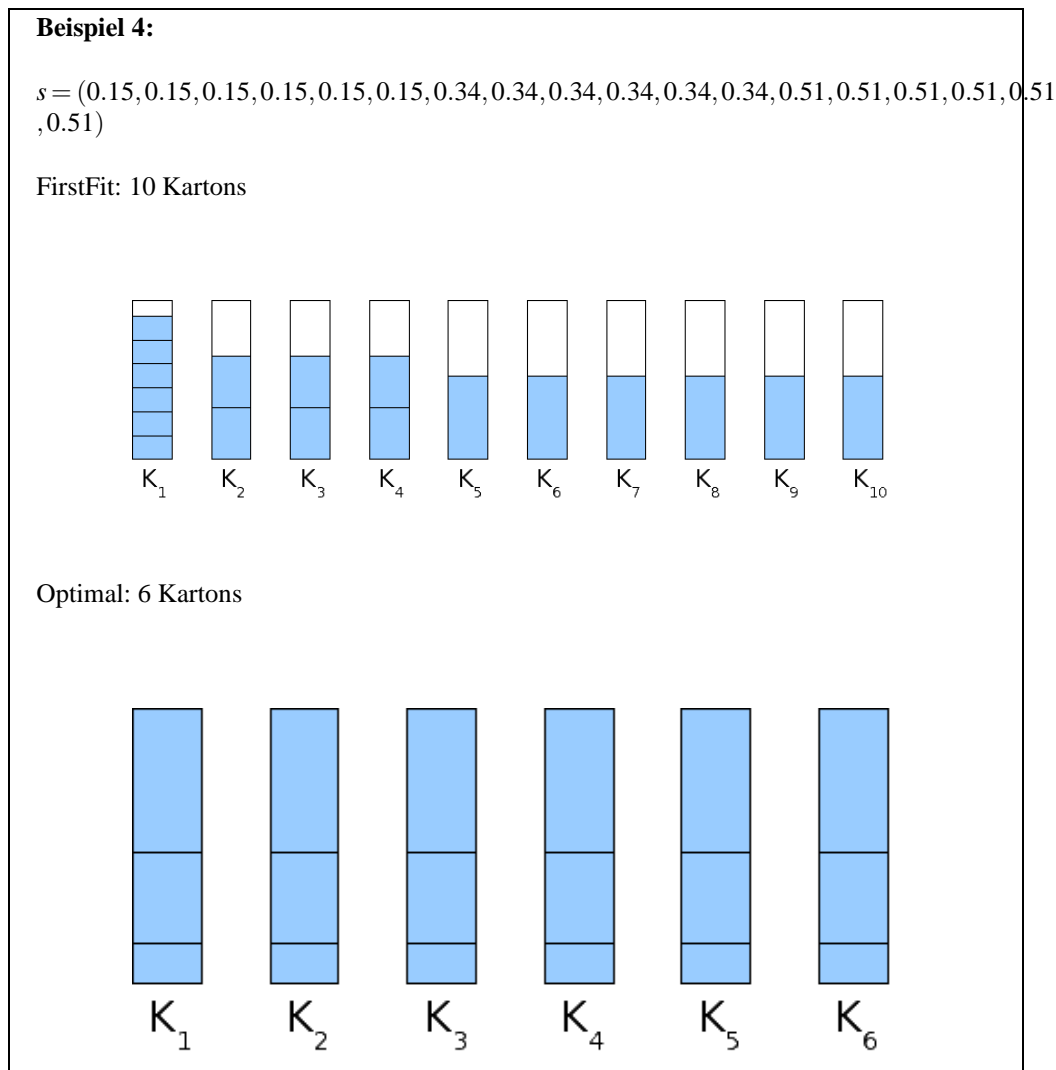 Beispiel 4:
s = (0.15,0.15,0.15,0.15,0.15,0.15,0.34,0.34,0.34,0.34,0.34,0.34,0.51,0.51,0.51,0.51,0.51
,0.51)
FirstFit: 10 Kartons
K1 K2 K3 K4 K5 K6 K7 K8 K9 K10
Optimal: 6 Kartons
K1 K2 K3 K4 K5 K6